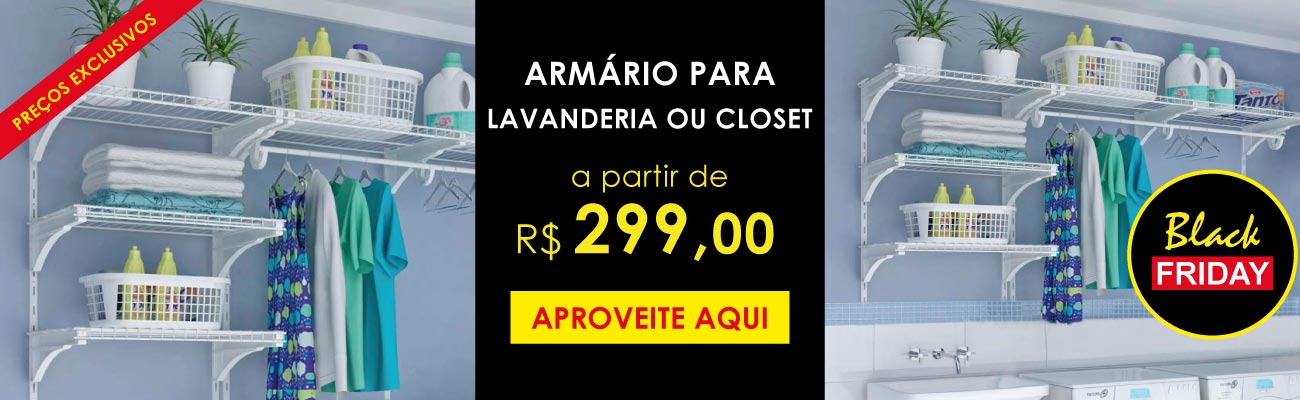 PREÇOS EXCLUSIVOS
ARMÁRIO PARA
LAVANDERIA OU CLOSET
a partir de
R$ 299,00
APROVEITE AQUI
Black
FRIDAY